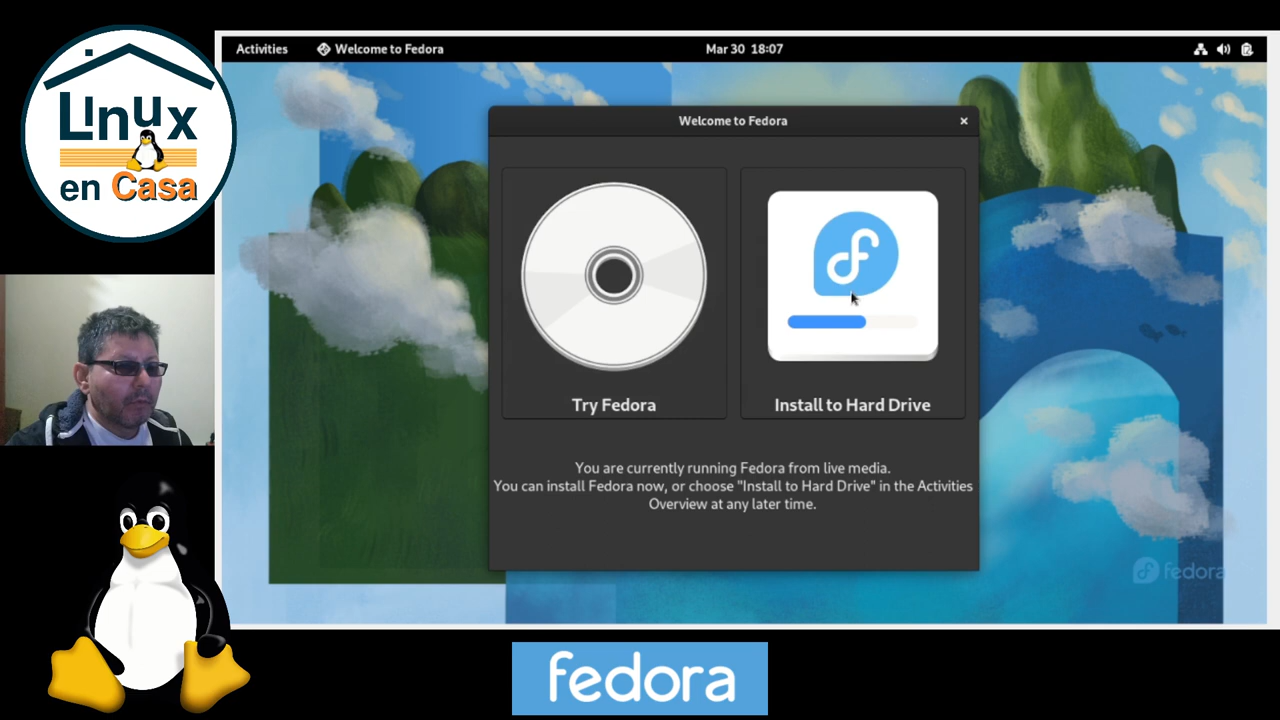 Linux
en Casa
Activities
Welcome to Fedora
Mar 30 18:07
Welcome to Fedora
Try Fedora
Install to Hard Drive
You are currently running Fedora from live media.
You can install Fedora now, or choose "Install to Hard Drive" in the Activities
Overview at any later time.
fedora
fedora